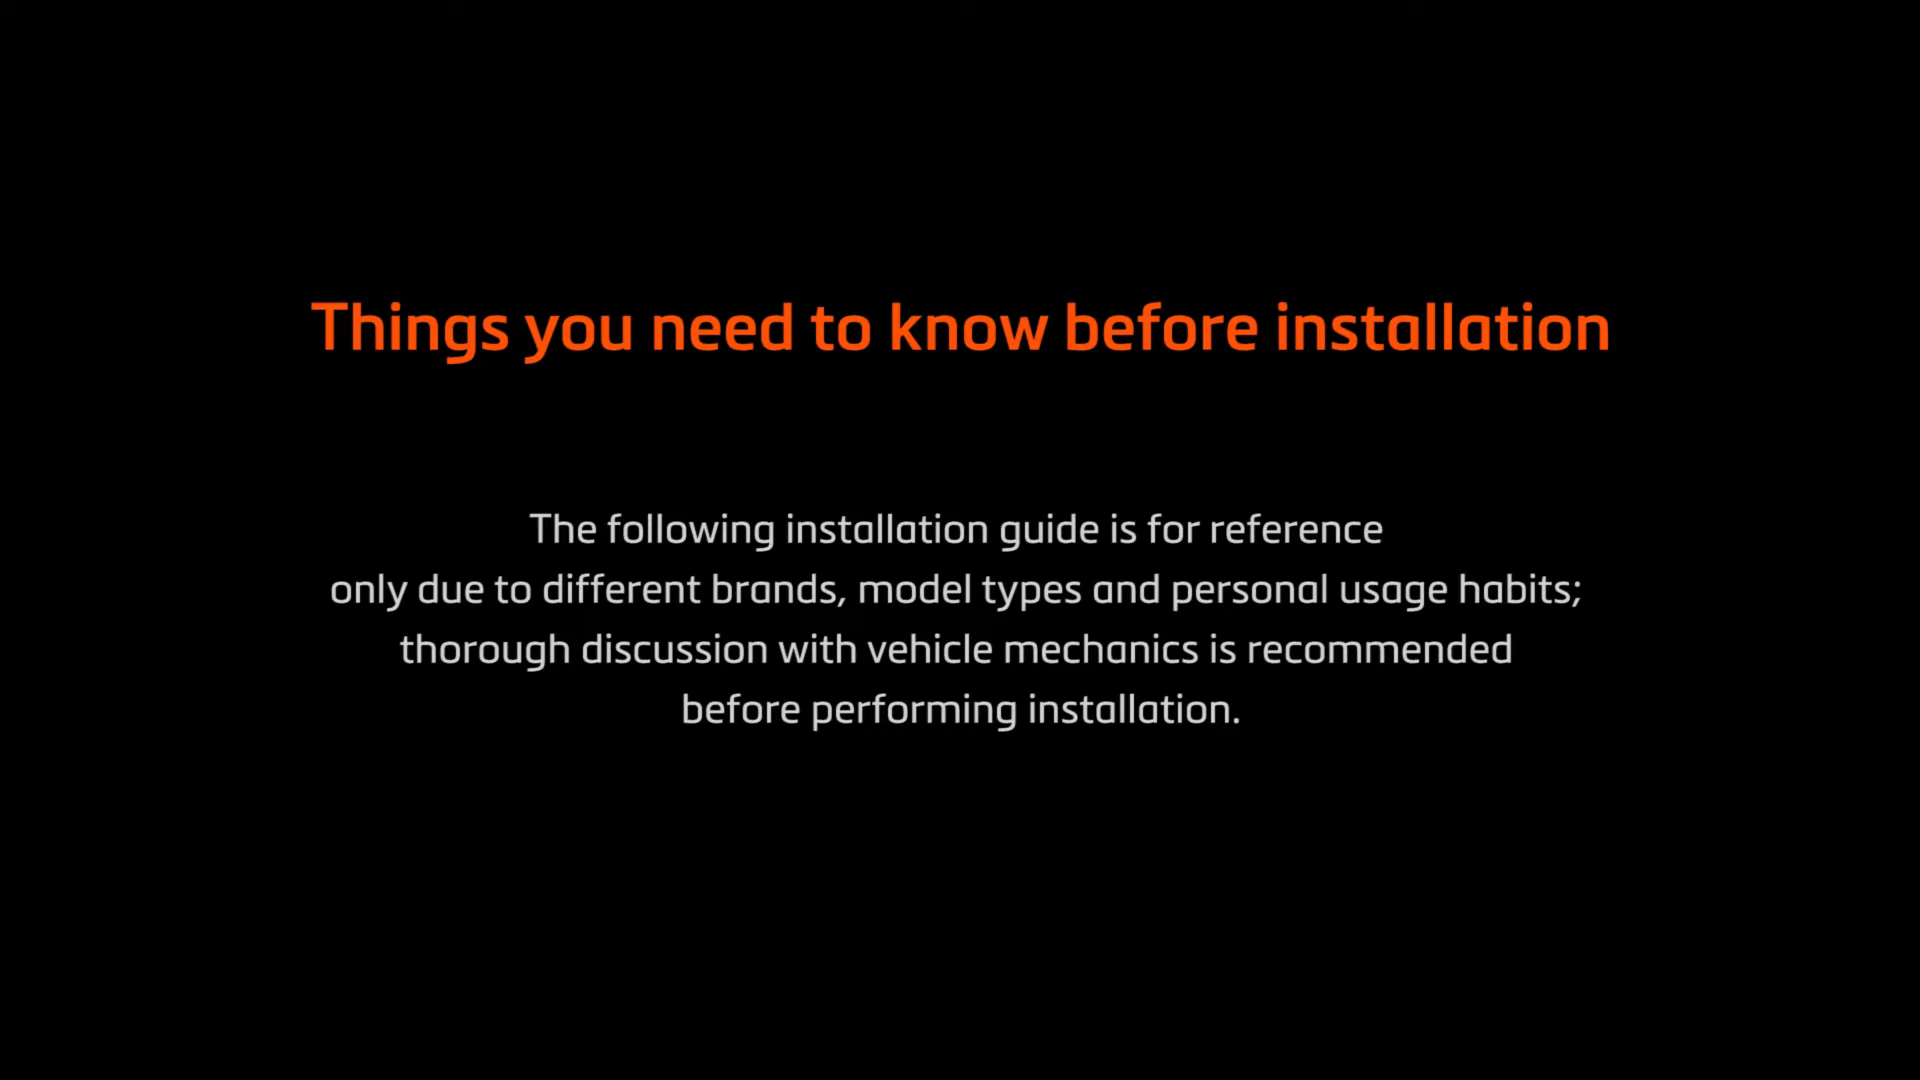 Things you need to know before installation
The following installation guide is for reference
only due to different brands, model types and personal usage habits;
thorough discussion with vehicle mechanics is recommended
before performing installation.